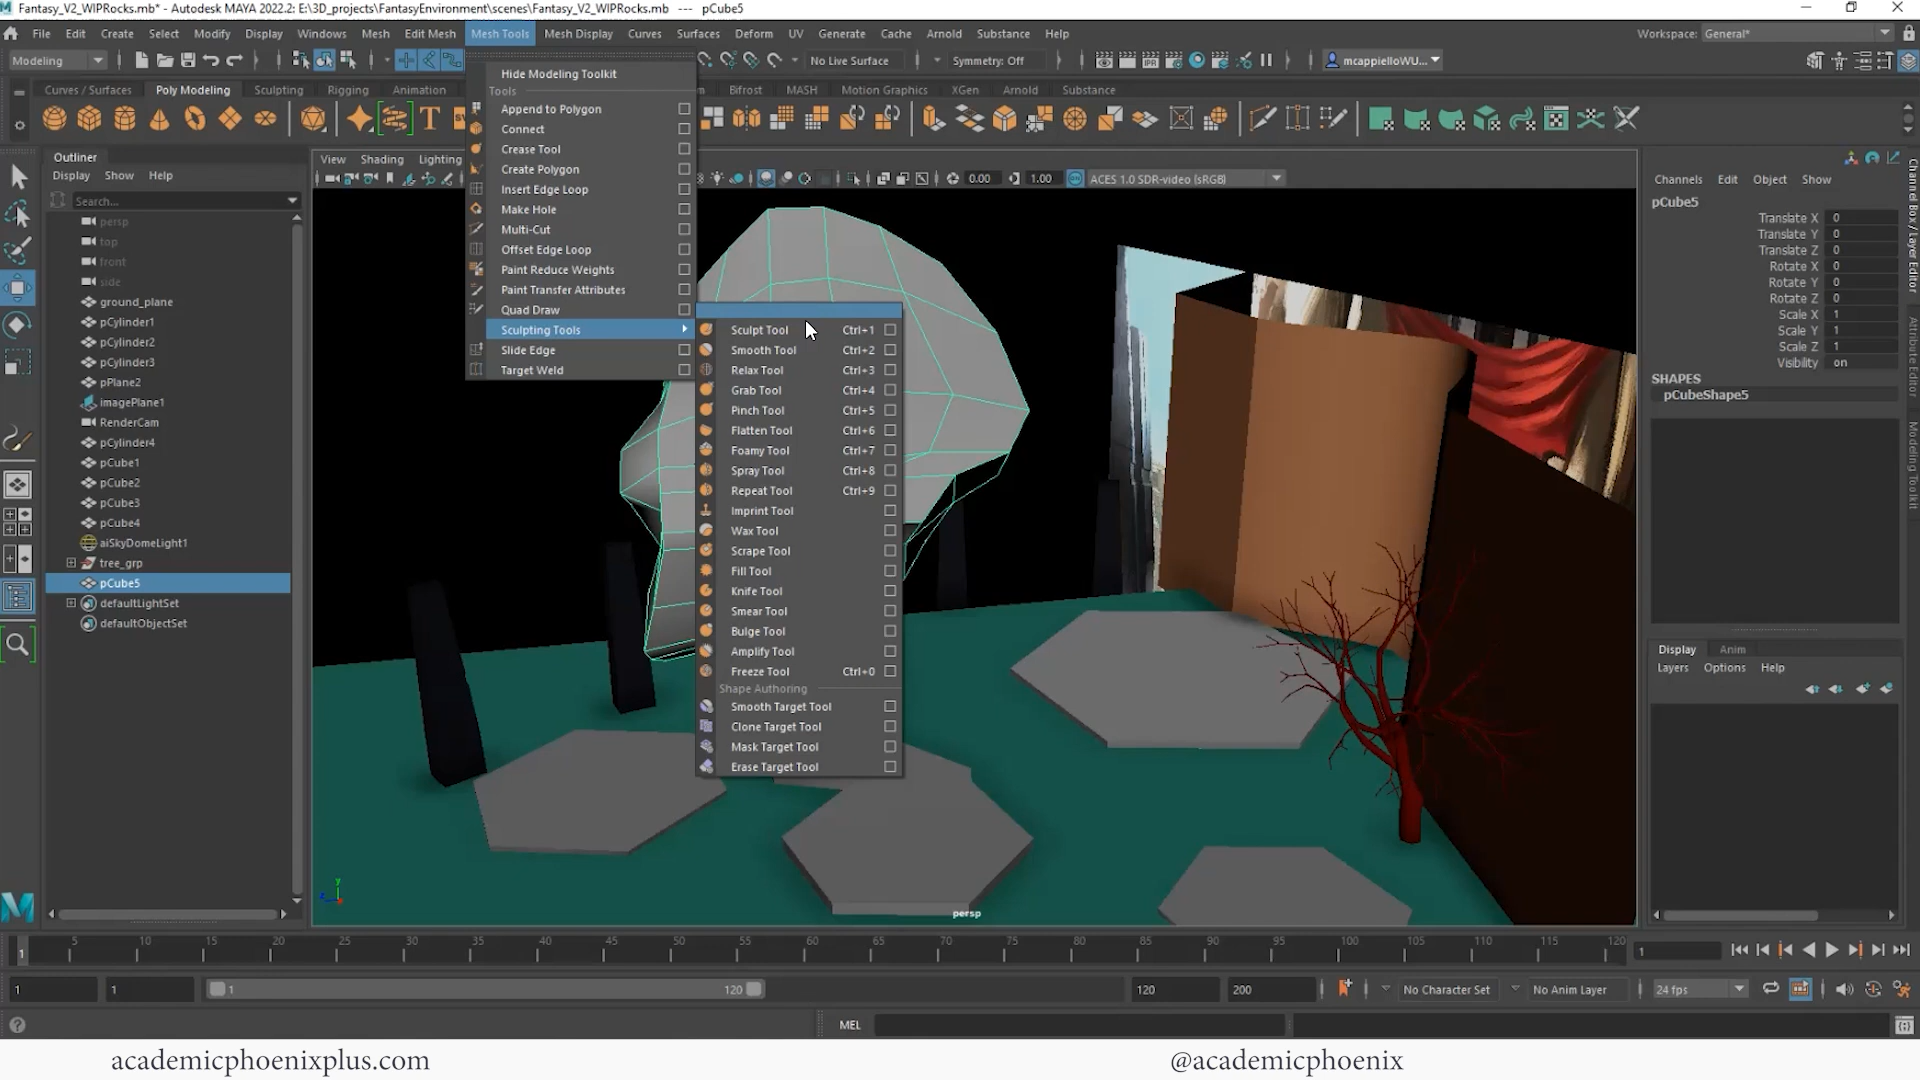 Fantasy_V2_WIPRocks.mb* - Autodesk MAYA 2022.2: E:\3D_projects\FantasyEnvironment\scenes\Fantasy_V2_WIPRocks.mb --- pCube5
File Edit Create Select Modify Display Windows Mesh Edit Mesh Mesh Tools Mesh Display Curves Surfaces Deform UV Generate Cache Arnold Substance Help
Workspace: General*
Modeling
No Live Surface
Symmetry: Off
mcappielloWU...
Curves / Surfaces Poly Modeling Sculpting Rigging Animation
Bifrost MASH Motion Graphics XGen Arnold Substance
Outliner
Display Show Help
Search...
persp
top
front
side
ground_plane
pCylinder1
pCylinder2
pCylinder3
pPlane2
imagePlane1
RenderCam
pCylinder4
pCube1
pCube2
pCube3
pCube4
aiSkyDomeLight1
tree_grp
pCube5
defaultLightSet
defaultObjectSet
View Shading Lighting
0.00
1.00
ACES 1.0 SDR-video (sRGB)
Hide Modeling Toolkit
Tools
Append to Polygon
Connect
Crease Tool
Create Polygon
Insert Edge Loop
Make Hole
Multi-Cut
Offset Edge Loop
Paint Reduce Weights
Paint Transfer Attributes
Quad Draw
Sculpting Tools
Slide Edge
Target Weld
Sculpt Tool Ctrl+1
Smooth Tool Ctrl+2
Relax Tool Ctrl+3
Grab Tool Ctrl+4
Pinch Tool Ctrl+5
Flatten Tool Ctrl+6
Foamy Tool Ctrl+7
Spray Tool Ctrl+8
Repeat Tool Ctrl+9
Imprint Tool
Wax Tool
Scrape Tool
Fill Tool
Knife Tool
Smear Tool
Bulge Tool
Amplify Tool
Freeze Tool Ctrl+0
Shape Authoring
Smooth Target Tool
Clone Target Tool
Mask Target Tool
Erase Target Tool
persp
Channels Edit Object Show
pCube5
Translate X 0
Translate Y 0
Translate Z 0
Rotate X 0
Rotate Y 0
Rotate Z 0
Scale X 1
Scale Y 1
Scale Z 1
Visibility on
SHAPES
pCubeShape5
Display Anim
Layers Options Help
Channel Box / Layer Editor
Attribute Editor
Modeling Toolkit
1 5 10 15 20 25 30 35 40 45 50 55 60 65 70 75 80 85 90 95 100 105 110 115 120
1
1 1 1 120 120 200
No Character Set
No Anim Layer
24 fps
MEL
academicphoenixplus.com
@academicphoenix